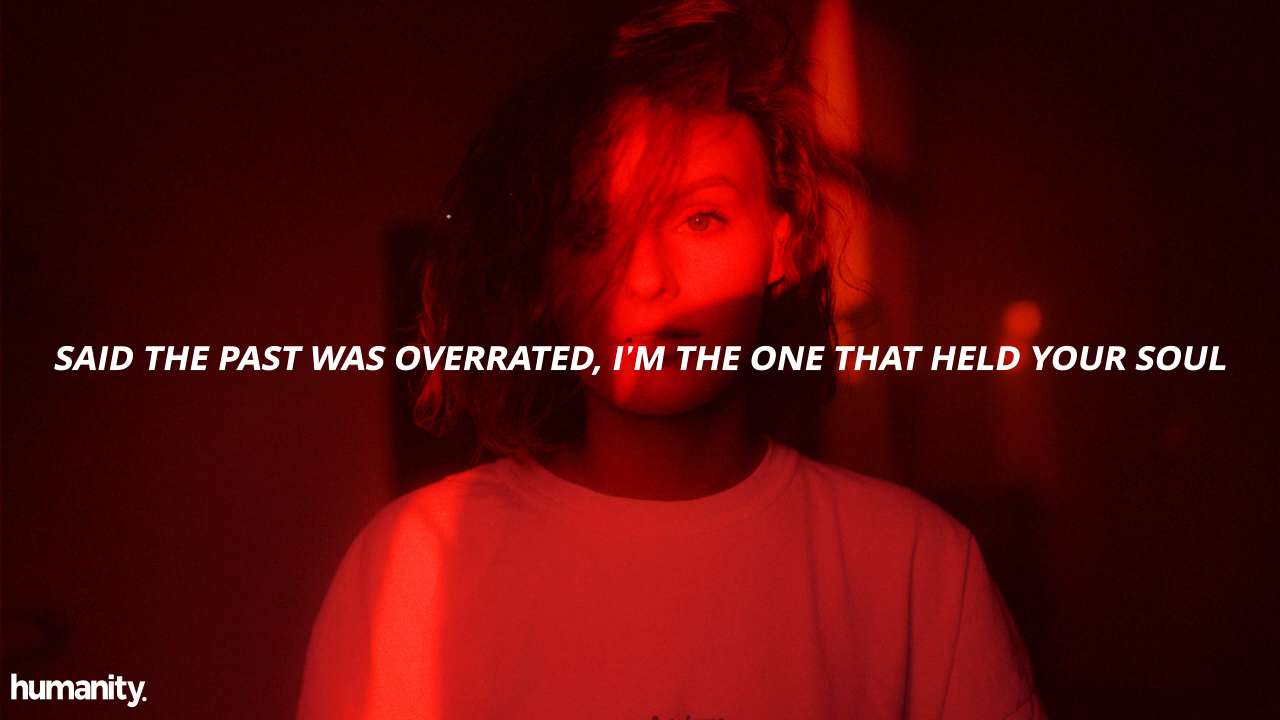 SAID THE PAST WAS OVERRATED, I'M THE ONE THAT HELD YOUR SOUL
humanity.